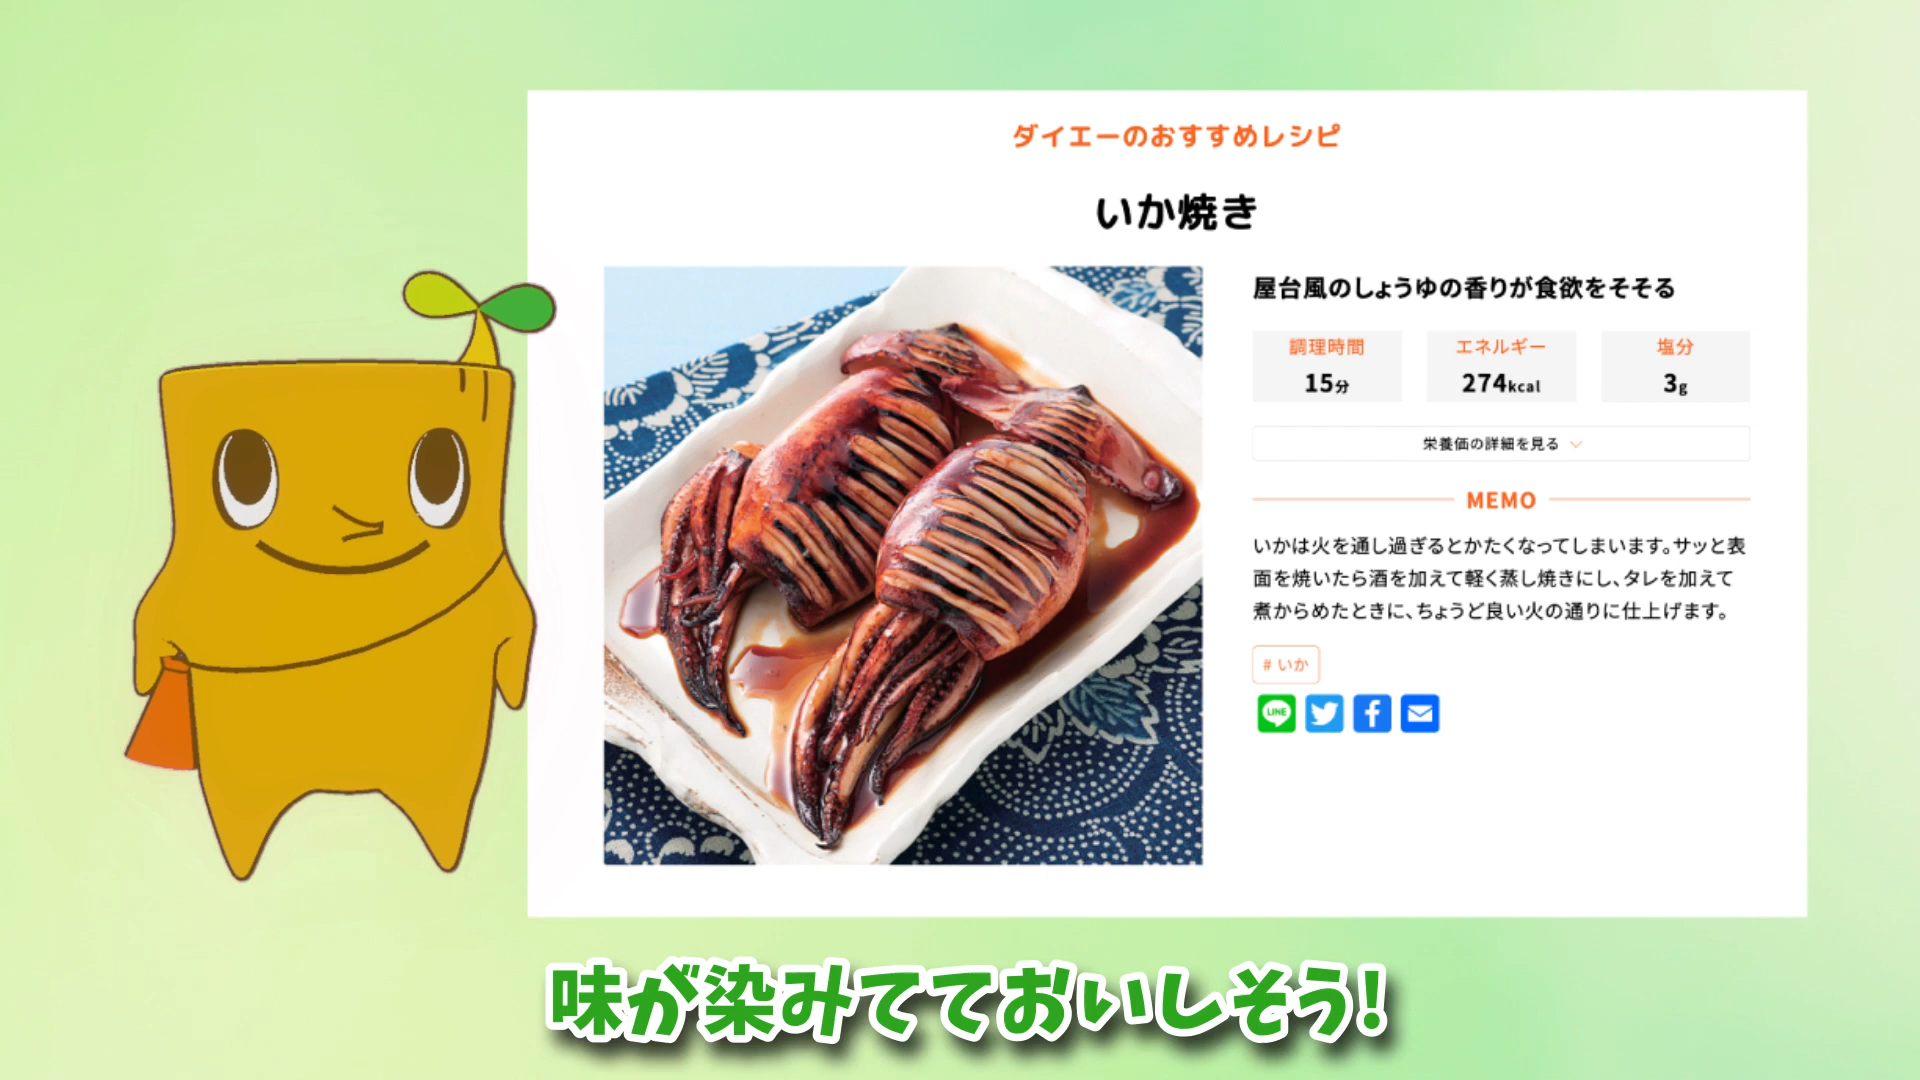 ダイエーのおすすめレシピ
いか焼き
屋台風のしょうゆの香りが食欲をそそる
調理時間
15分
エネルギー
274kcal
塩分
3g
栄養価の詳細を見る
MEMO
いかは火を通し過ぎるとかたくなってしまいます。サッと表
面を焼いたら酒を加えて軽く蒸し焼きにし、タレを加えて
煮からめたときに、ちょうど良い火の通りに仕上げます。
# いか
LINE
味が染みてておいしそう!